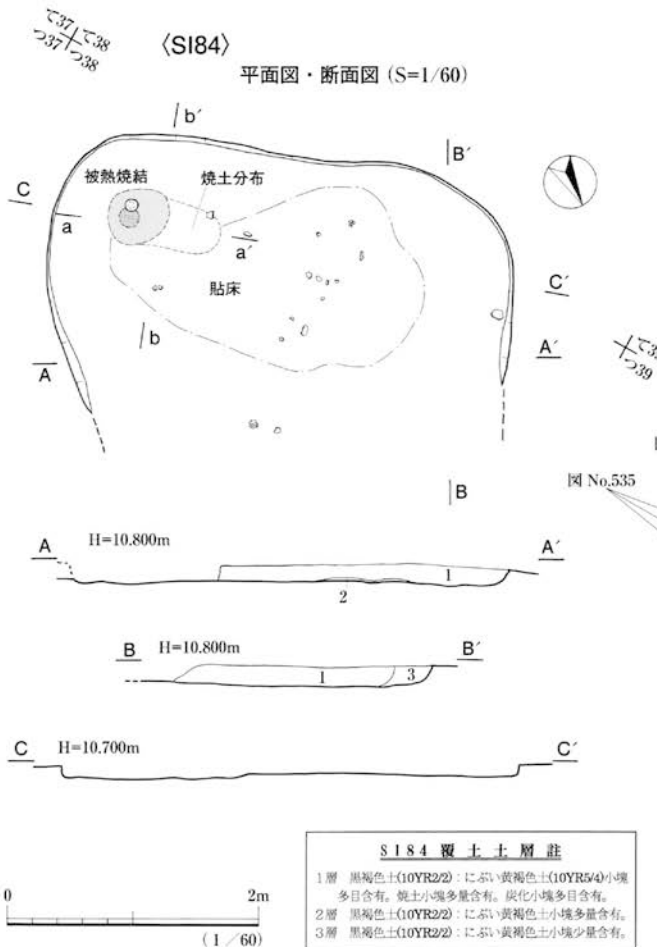 て37 て38
つ37 つ38
〈SI84〉
平面図・断面図 (S=1/60)
b′
B′
被熱焼結
焼土分布
C
a
a′
C′
貼床
b
A
A′
て39
つ39
B
図 No.535
A H=10.800m A′
1
2
B H=10.800m B′
1 3
C H=10.700m C′
0 2m
(1/60)
SI84 覆土土層註
1層 黒褐色土(10YR2/2):にぶい黄褐色土(10YR5/4)小塊
多目含有。焼土小塊多量含有。炭化小塊多目含有。
2層 黒褐色土(10YR2/2):にぶい黄褐色土小塊多量含有。
3層 黒褐色土(10YR2/2):にぶい黄褐色土小塊少量含有。